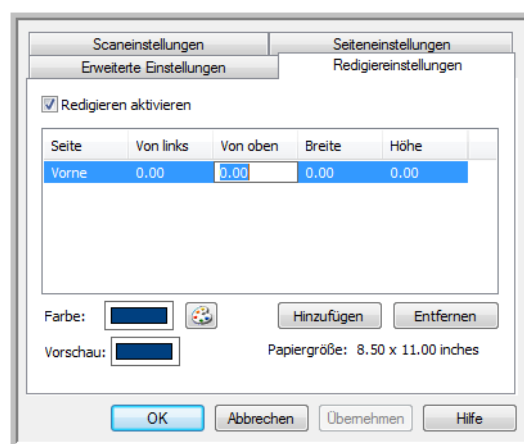 Scaneinstellungen Seiteneinstellungen
Erweiterte Einstellungen Redigiereinstellungen
Redigieren aktivieren
Seite Von links Von oben Breite Höhe
Vorne 0.00 0.00 0.00 0.00
Farbe: Hinzufügen Entfernen
Vorschau: Papiergröße: 8.50 x 11.00 inches
OK Abbrechen Übernehmen Hilfe